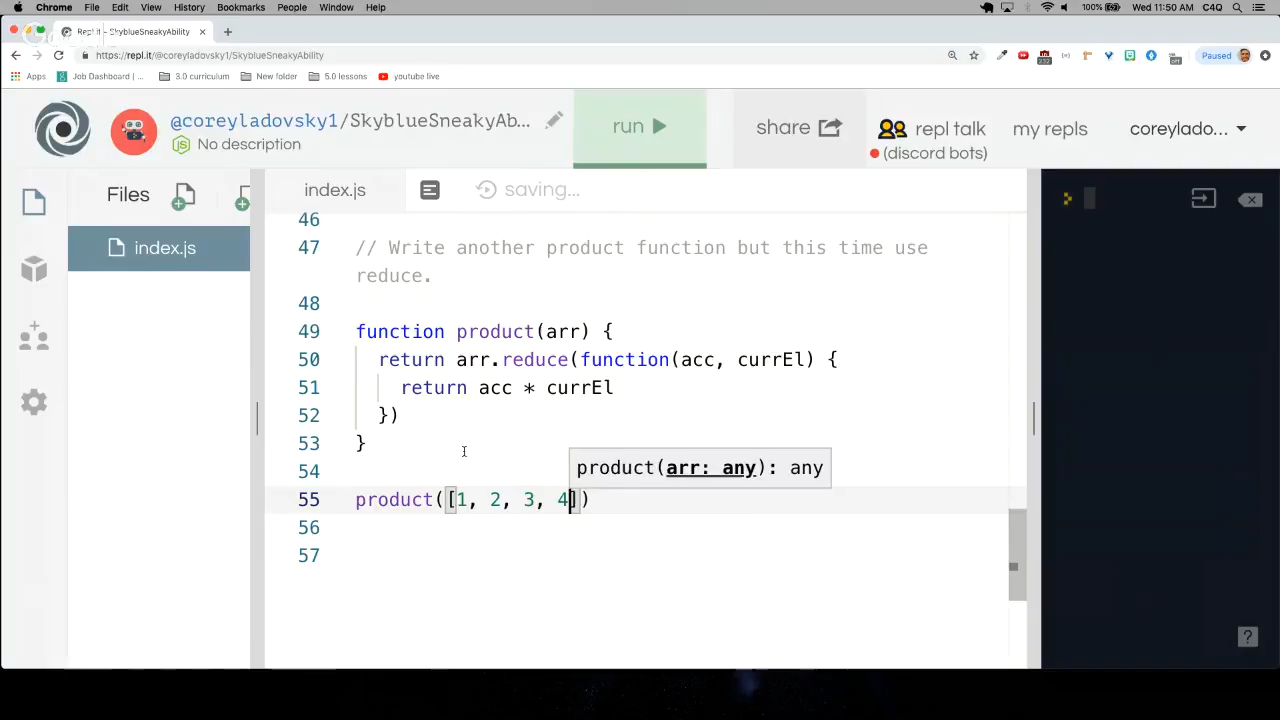 Chrome File Edit View History Bookmarks People Window Help 100% Wed 11:50 AM C4Q
Repl.it - SkyblueSneakyAbility
https://repl.it/@coreyladovsky1/SkyblueSneakyAbility Paused
Apps Job Dashboard | ... 3.0 curriculum New folder 5.0 lessons youtube live
@coreyladovsky1/SkyblueSneakyAb... run share repl talk my repls coreylado...
No description (discord bots)
Files index.js saving...
index.js
46
47 // Write another product function but this time use
reduce.
48
49 function product(arr) {
50 return arr.reduce(function(acc, currEl) {
51 return acc * currEl
52 })
53 }
54
product(arr: any): any
55 product([1, 2, 3, 4])
56
57
?